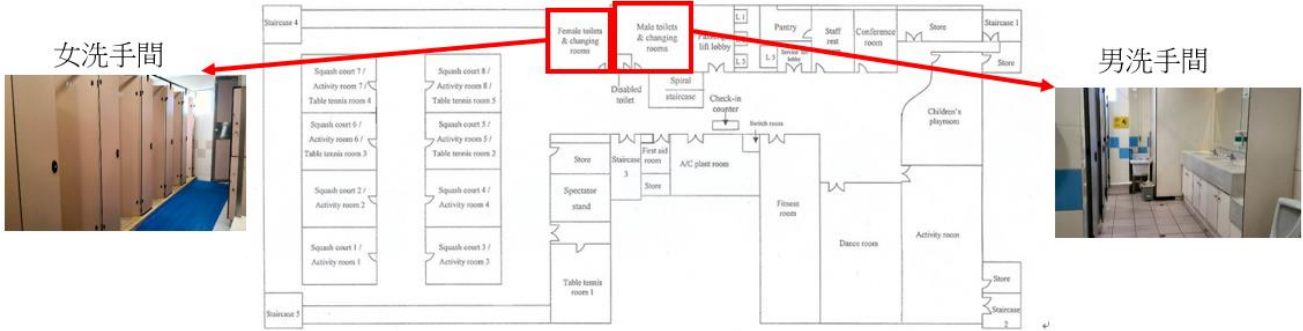 女洗手間
男洗手間
Staircase 4
Female toilets
& changing
rooms
Male toilets
& changing
rooms
lift lobby
L 1
L 3
Pantry
L 5
Service lift
lobby
Staff
rest
Conference
room
Store
Staircase 1
Store
Squash court 7 /
Activity room 7 /
Table tennis room 4
Squash court 8 /
Activity room 8 /
Table tennis room 5
Disabled
toilet
Spiral
staircase
Check-in
counter
Switch room
Children's
playroom
Squash court 6 /
Activity room 6 /
Table tennis room 3
Squash court 5 /
Activity room 5 /
Table tennis room 2
Store
Staircase
3
First aid
room
Store
A/C plant room
Squash court 2 /
Activity room 2
Squash court 4 /
Activity room 4
Spectator
stand
Fitness
room
Dance room
Activity room
Squash court 1 /
Activity room 1
Squash court 3 /
Activity room 3
Table tennis
room 1
Store
Staircase
2
Staircase 5